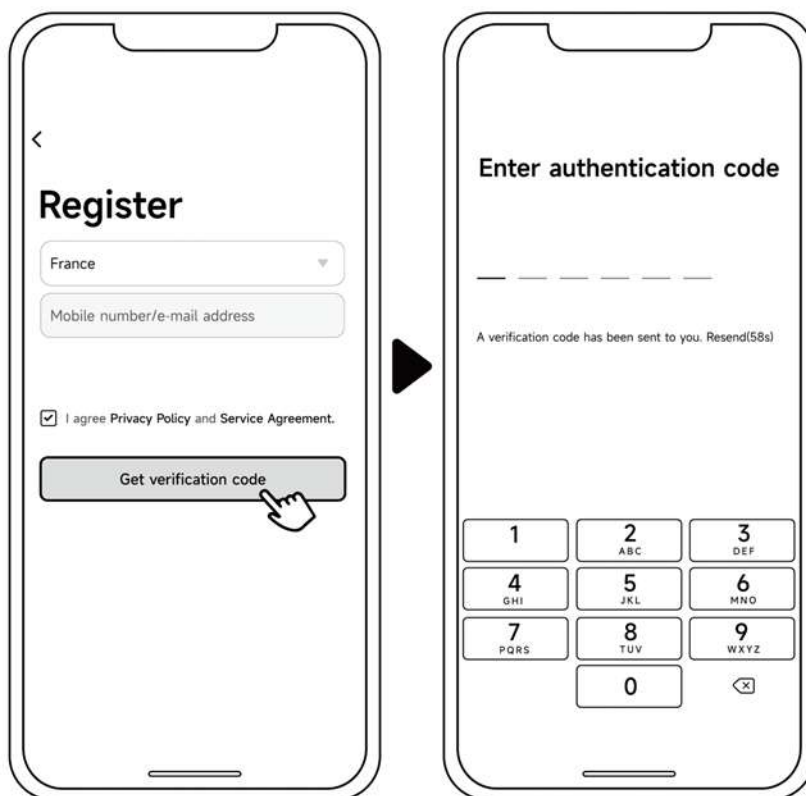 Register
France
Mobile number/e-mail address
I agree Privacy Policy and Service Agreement.
Get verification code
Enter authentication code
A verification code has been sent to you. Resend(58s)
1
2
3
ABC
DEF
4
5
6
GHI
JKL
MNO
7
8
9
PQRS
TUV
WXYZ
0